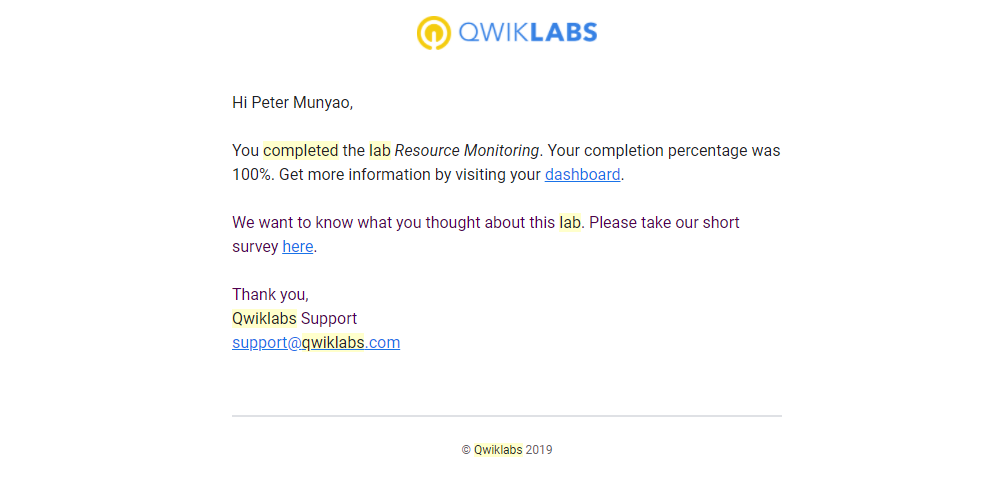 QWIKLABS
Hi Peter Munyao,
You completed the lab Resource Monitoring. Your completion percentage was
100%. Get more information by visiting your dashboard.
We want to know what you thought about this lab. Please take our short
survey here.
Thank you,
Qwiklabs Support
support@qwiklabs.com
© Qwiklabs 2019